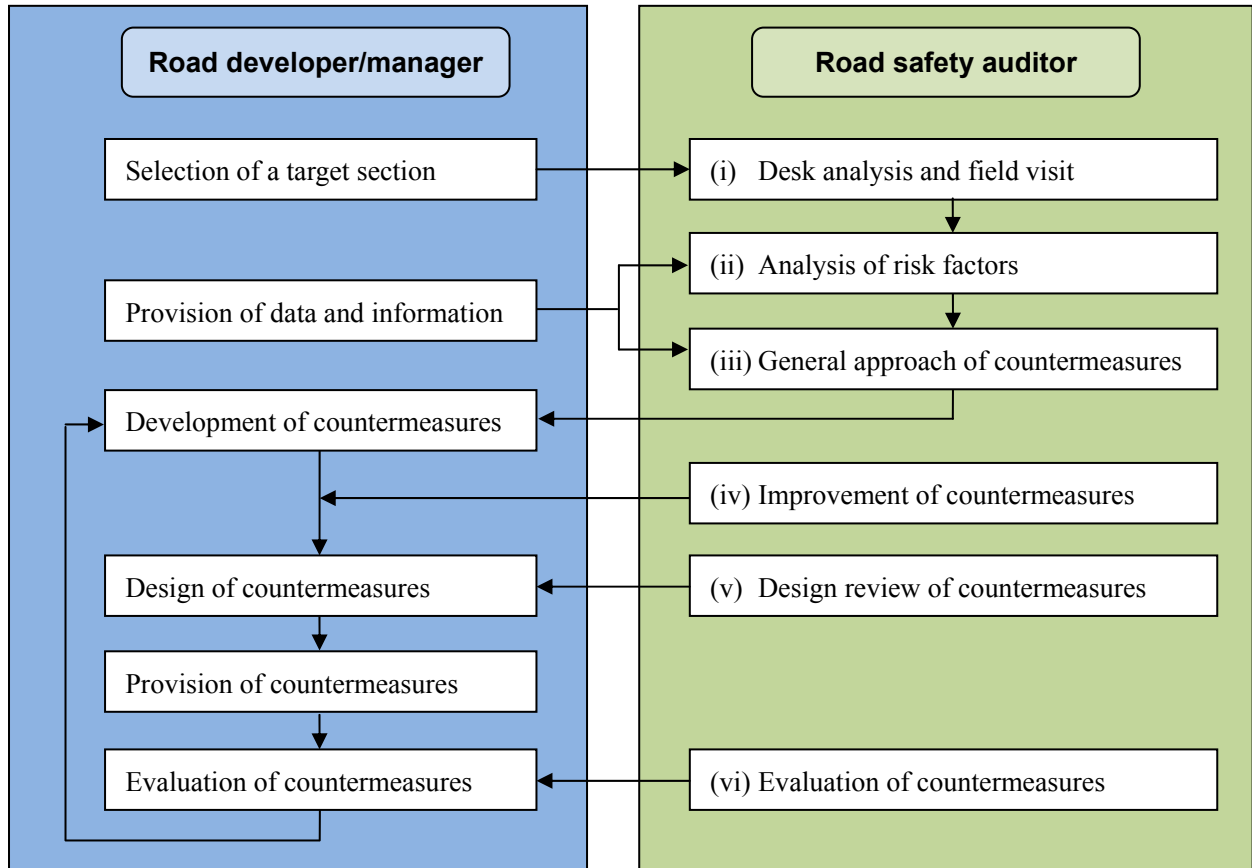 Road developer/manager
Selection of a target section
Provision of data and information
Development of countermeasures
Design of countermeasures
Provision of countermeasures
Evaluation of countermeasures
Road safety auditor
(i) Desk analysis and field visit
(ii) Analysis of risk factors
(iii) General approach of countermeasures
(iv) Improvement of countermeasures
(v) Design review of countermeasures
(vi) Evaluation of countermeasures